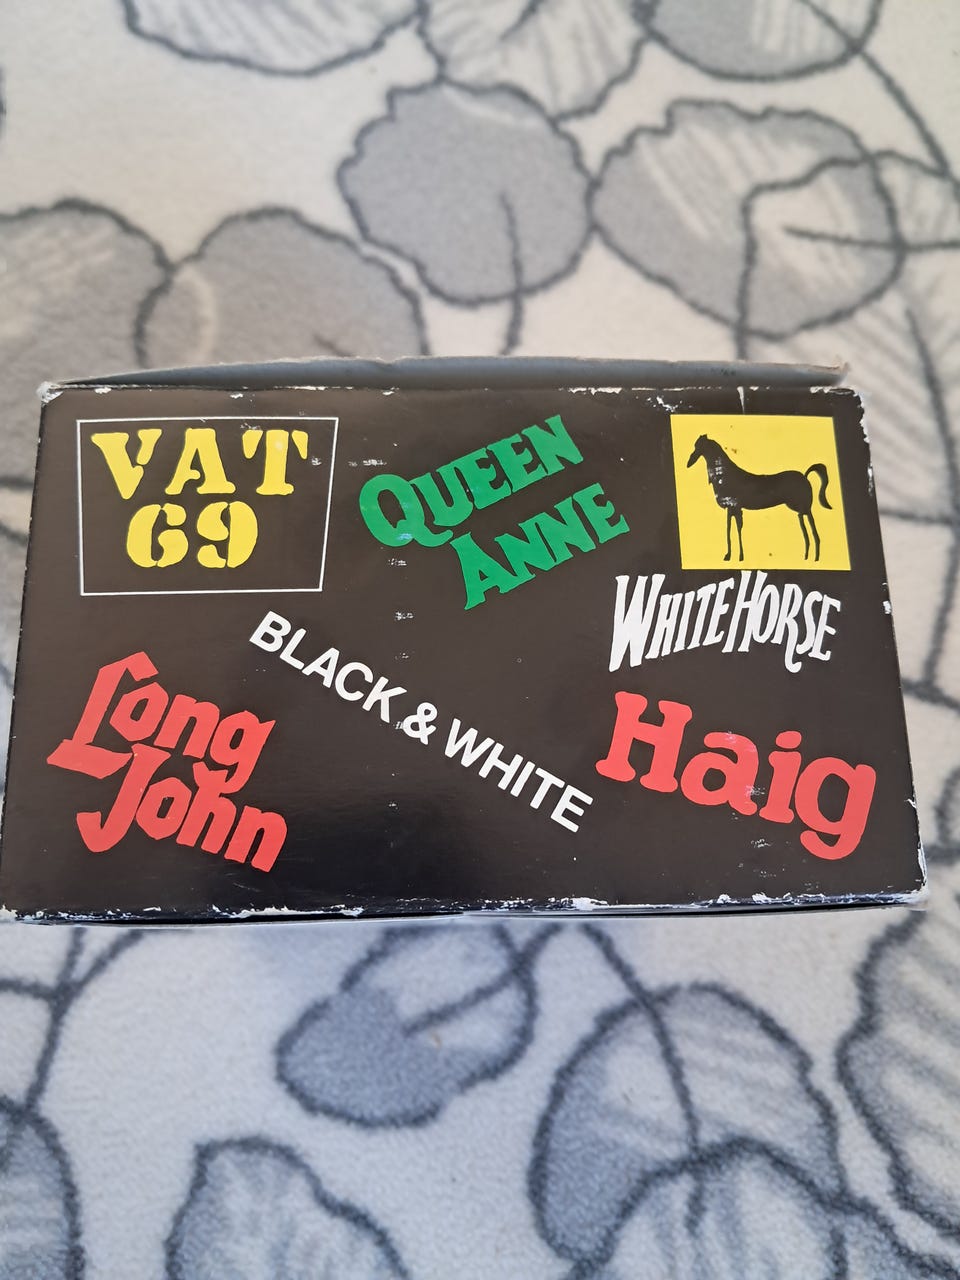 VAT
69
QUEEN
ANNE
WHITE HORSE
BLACK & WHITE
Long
John
Haig